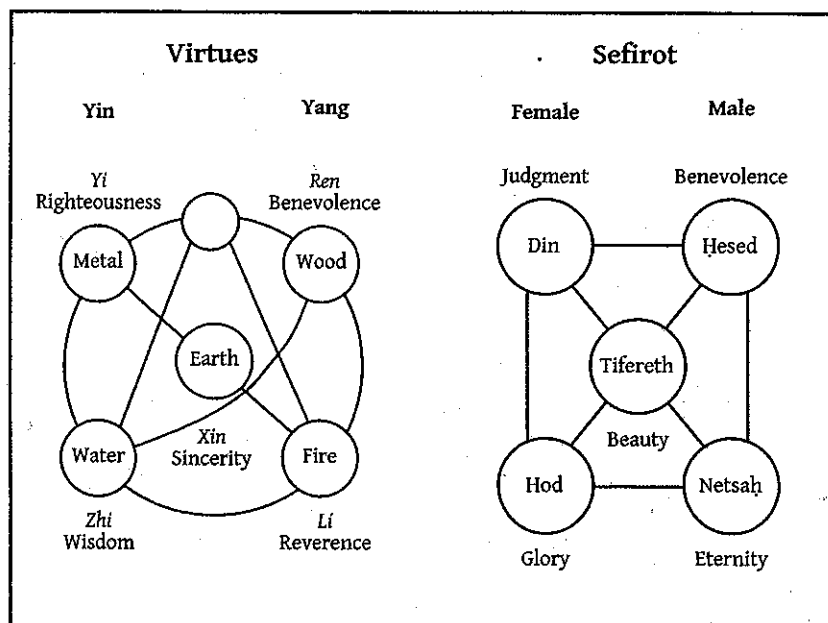 Virtues
Yin Yang
Yi
Righteousness
Ren
Benevolence
Metal
Wood
Earth
Xin
Sincerity
Water
Fire
Zhi
Wisdom
Li
Reverence
Sefirot
Female Male
Judgment Benevolence
Din Ḥesed
Tifereth
Beauty
Hod Netsaḥ
Glory Eternity